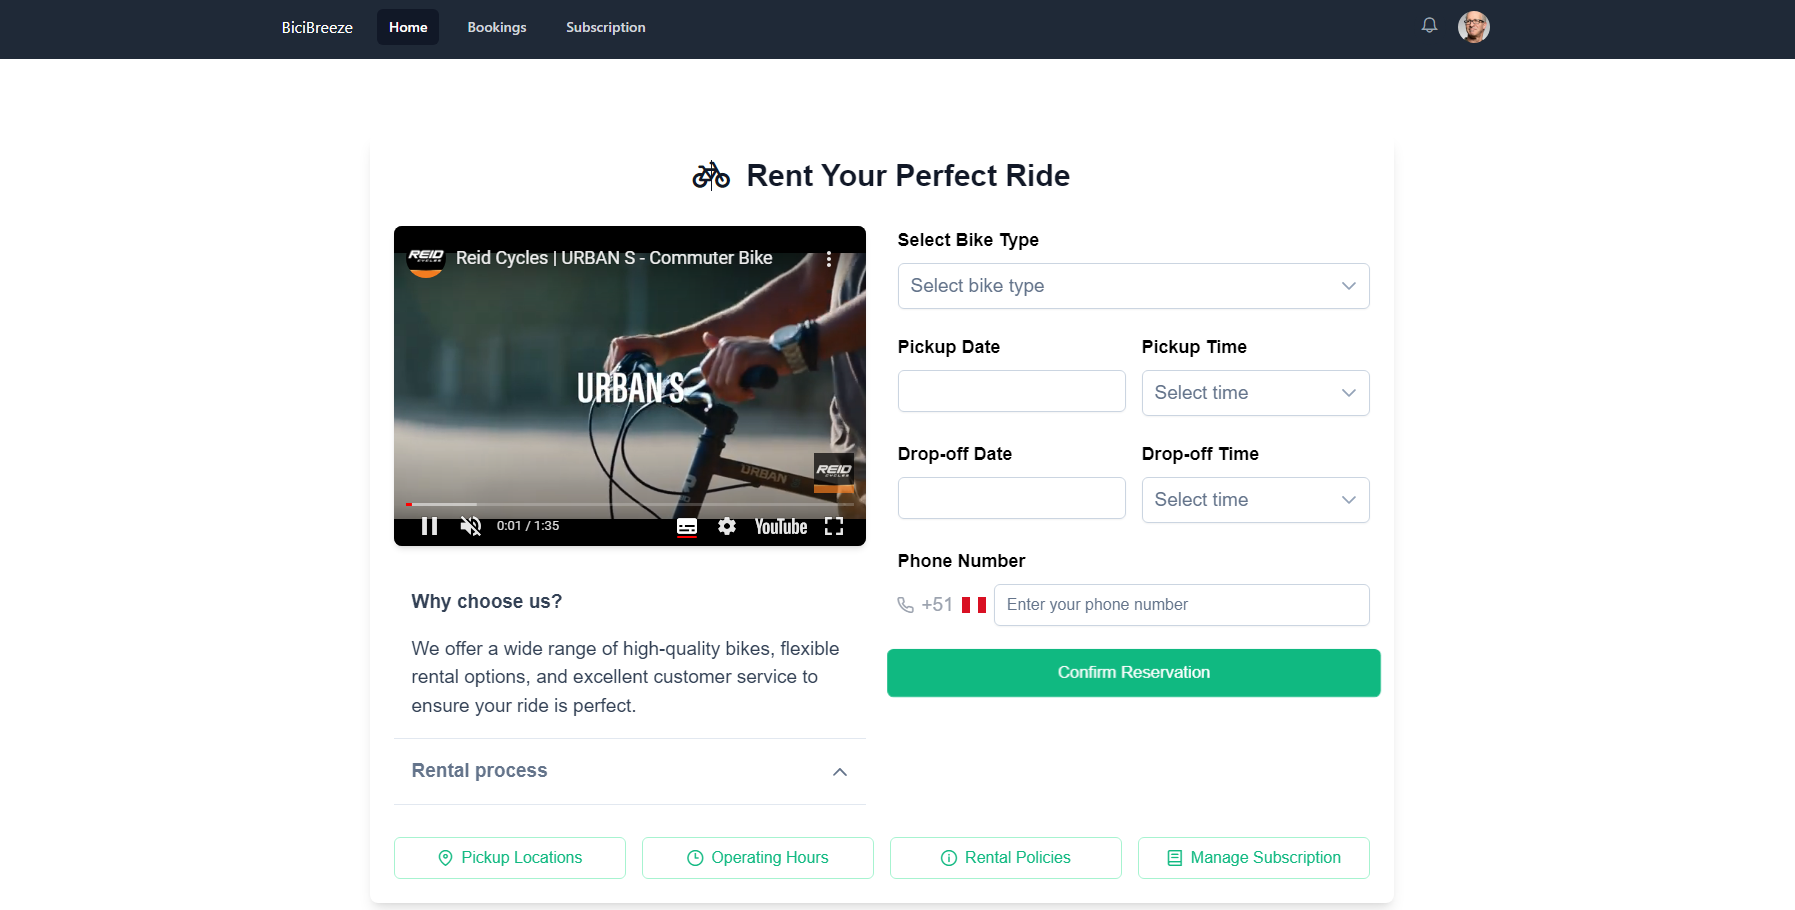 BiciBreeze
Home
Bookings
Subscription
Rent Your Perfect Ride
REID
CYCLES
Reid Cycles | URBAN S - Commuter Bike
URBAN S
URBAN S
REID
CYCLES
0:01 / 1:35
YouTube
Why choose us?
We offer a wide range of high-quality bikes, flexible
rental options, and excellent customer service to
ensure your ride is perfect.
Rental process
Select Bike Type
Select bike type
Pickup Date
Pickup Time
Select time
Drop-off Date
Drop-off Time
Select time
Phone Number
+51
Enter your phone number
Confirm Reservation
Pickup Locations
Operating Hours
Rental Policies
Manage Subscription